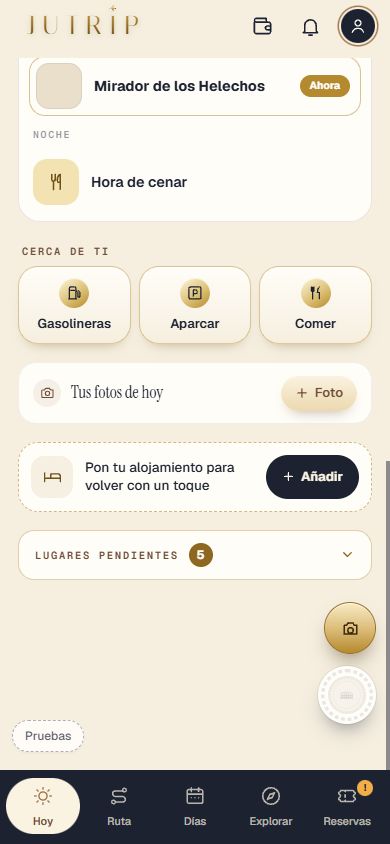 JUTRIP
Mirador de los Helechos
Ahora
NOCHE
Hora de cenar
CERCA DE TI
Gasolineras
Aparcar
Comer
Tus fotos de hoy
+ Foto
Pon tu alojamiento para
volver con un toque
+ Añadir
LUGARES PENDIENTES 5
Pruebas
!
Hoy
Ruta
Días
Explorar
Reservas